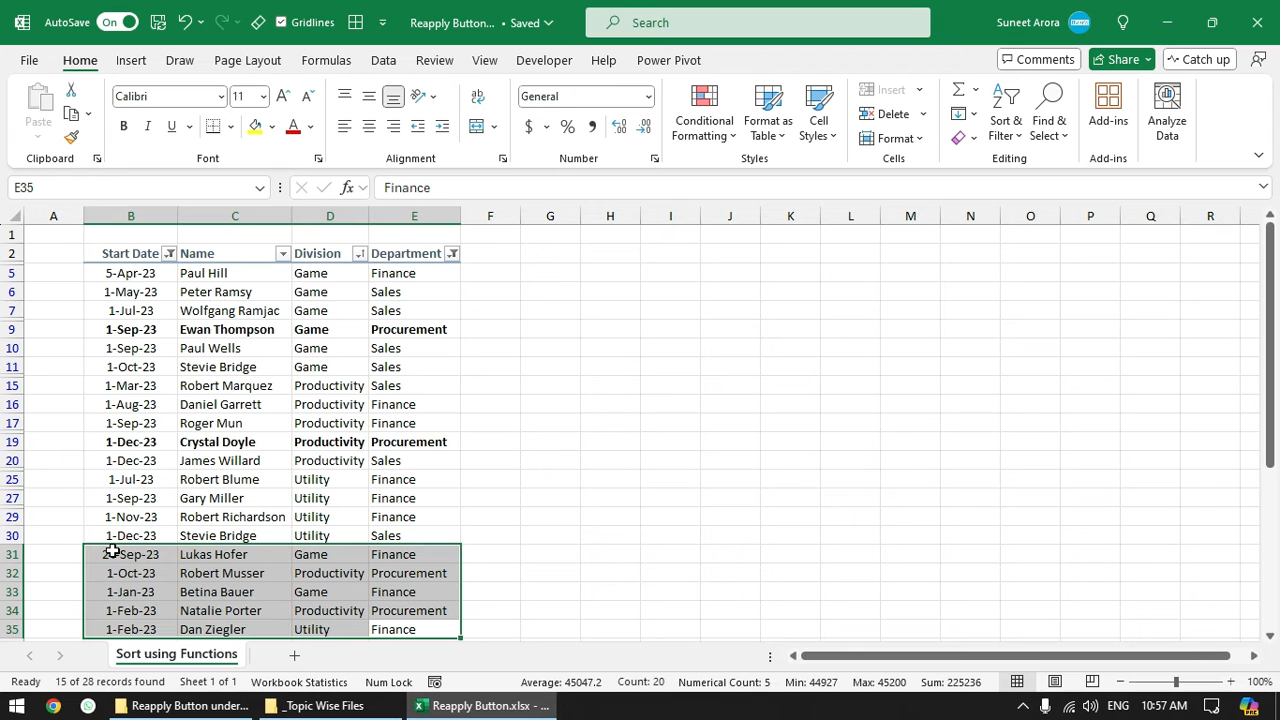 AutoSave On Gridlines Reapply Button... • Saved Search Suneet Arora
File Home Insert Draw Page Layout Formulas Data Review View Developer Help Power Pivot Comments Share Catch up
Calibri 11 General Insert
Paste B I U A $ % Conditional Formatting Format as Table Cell Styles Delete Format Sort & Filter Find & Select Add-ins Analyze Data
Clipboard Font Alignment Number Styles Cells Editing Add-ins
E35 fx Finance
A B C D E F G H I J K L M N O P Q R
1
2 Start Date Name Division Department
5 5-Apr-23 Paul Hill Game Finance
6 1-May-23 Peter Ramsy Game Sales
7 1-Jul-23 Wolfgang Ramjac Game Sales
9 1-Sep-23 Ewan Thompson Game Procurement
10 1-Sep-23 Paul Wells Game Sales
11 1-Oct-23 Stevie Bridge Game Sales
15 1-Mar-23 Robert Marquez Productivity Sales
16 1-Aug-23 Daniel Garrett Productivity Finance
17 1-Sep-23 Roger Mun Productivity Finance
19 1-Dec-23 Crystal Doyle Productivity Procurement
20 1-Dec-23 James Willard Productivity Sales
25 1-Jul-23 Robert Blume Utility Finance
27 1-Sep-23 Gary Miller Utility Finance
29 1-Nov-23 Robert Richardson Utility Finance
30 1-Dec-23 Stevie Bridge Utility Sales
31 Lukas Hofer Game Finance
32 1-Oct-23 Robert Musser Productivity Procurement
33 1-Jan-23 Betina Bauer Game Finance
34 1-Feb-23 Natalie Porter Productivity Procurement
35 1-Feb-23 Dan Ziegler Utility Finance
Sort using Functions
Ready 15 of 28 records found Sheet 1 of 1 Workbook Statistics Num Lock Average: 45047.2 Count: 20 Numerical Count: 5 Min: 44927 Max: 45200 Sum: 225236 100%
Reapply Button under... _Topic Wise Files Reapply Button.xlsx - ... ENG 10:57 AM